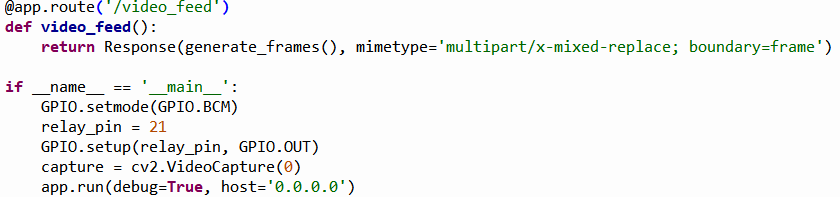 @app.route('/video_feed')
def video_feed():
    return Response(generate_frames(), mimetype='multipart/x-mixed-replace; boundary=frame')

if __name__ == '__main__':
    GPIO.setmode(GPIO.BCM)
    relay_pin = 21
    GPIO.setup(relay_pin, GPIO.OUT)
    capture = cv2.VideoCapture(0)
    app.run(debug=True, host='0.0.0.0')